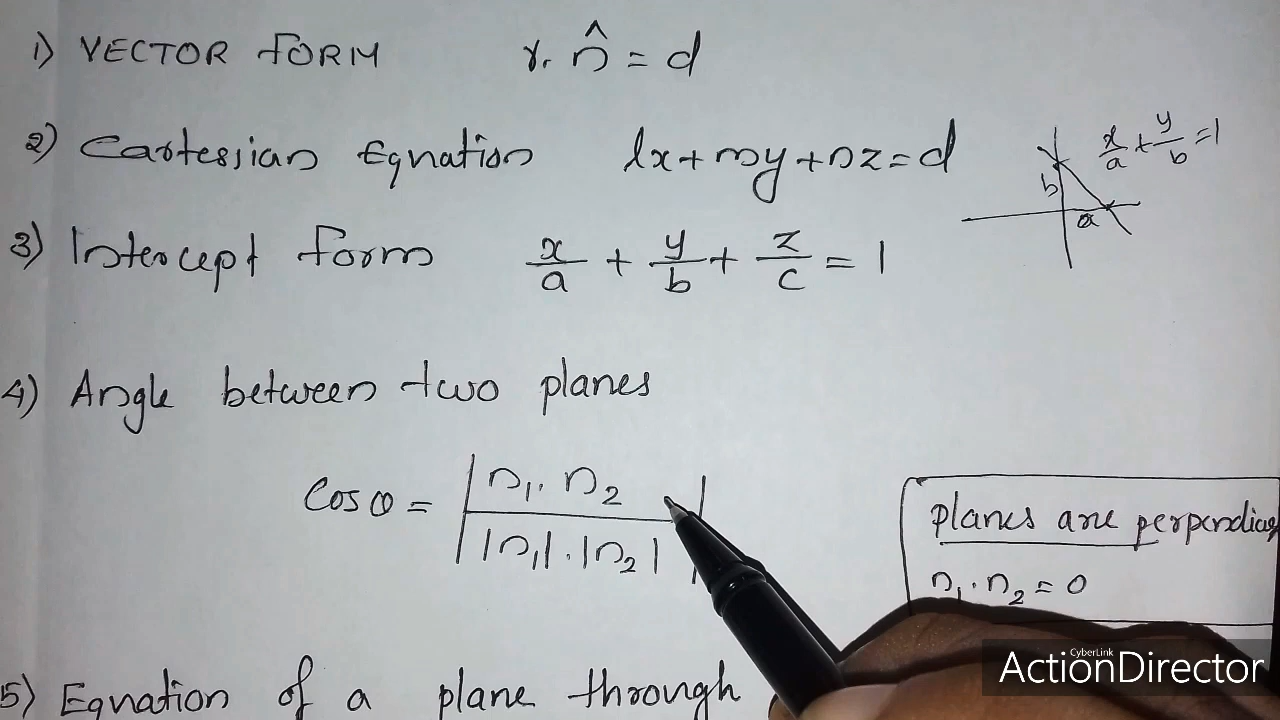 1) VECTOR FORM r. n̂ = d
2) Cartesian Equation lx+my+nz=d
x/a + y/b = 1
b
a
3) Intercept form x/a + y/b + z/c = 1
4) Angle between two planes
Cos θ = | n₁. n₂ / |n₁|.|n₂| |
planes are perpendicu
n₁. n₂ = 0
5) Equation of a plane through
CyberLink
ActionDirector